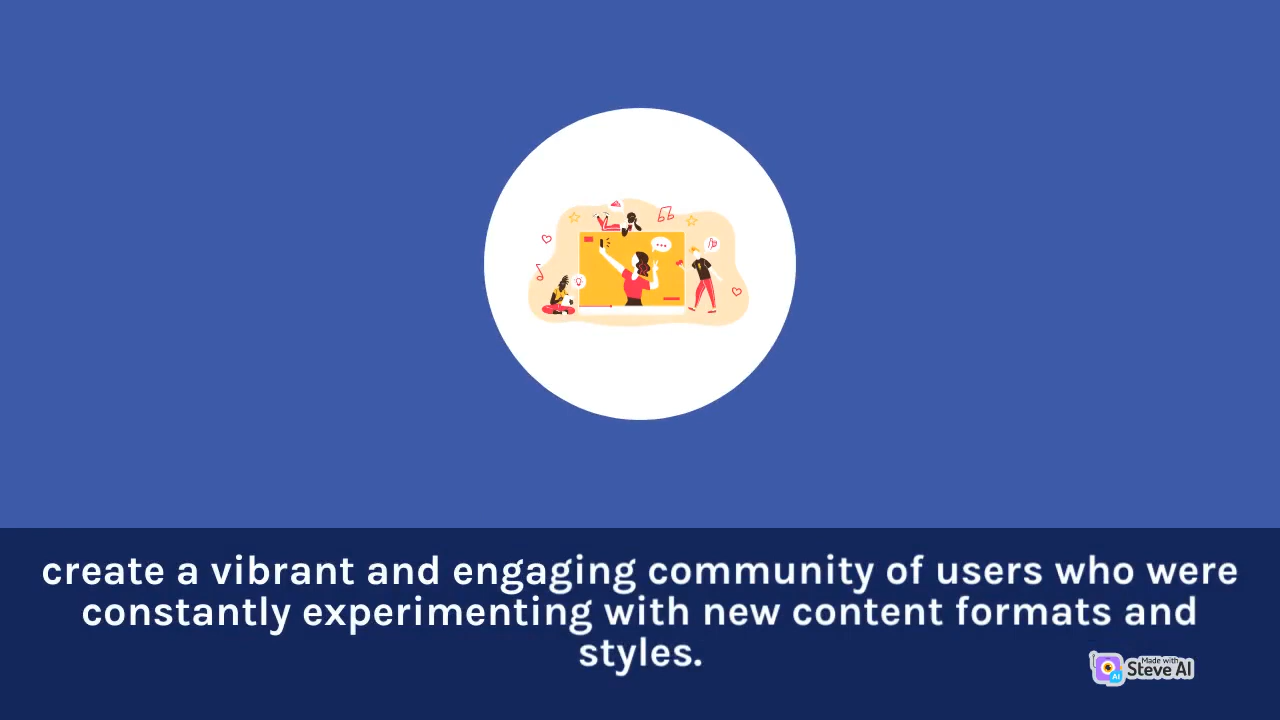 create a vibrant and engaging community of users who were
constantly experimenting with new content formats and
styles.
Made with
Steve AI
AI